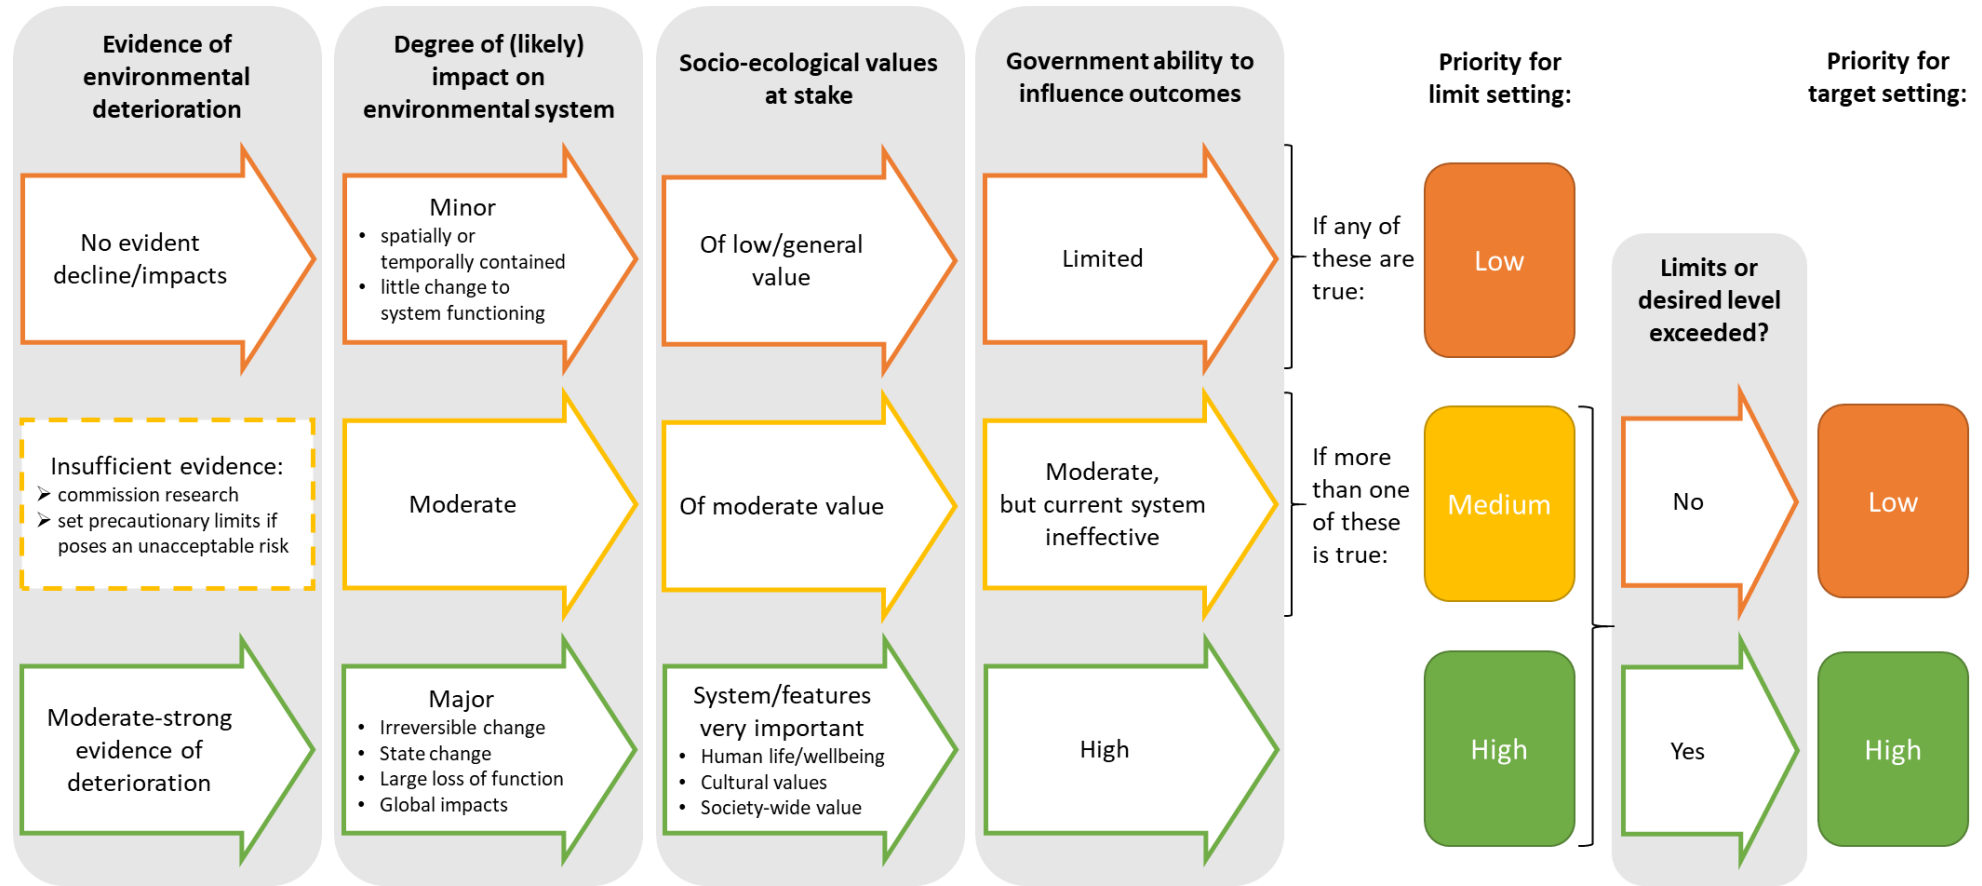 Evidence of
environmental
deterioration
Degree of (likely)
impact on
environmental system
Socio-ecological values
at stake
Government ability to
influence outcomes
Priority for
limit setting:
Priority for
target setting:
No evident
decline/impacts
Minor
• spatially or
temporally contained
• little change to
system functioning
Of low/general
value
Limited
If any of
these are
true:
Low
Limits or
desired level
exceeded?
Insufficient evidence:
➢ commission research
➢ set precautionary limits if
poses an unacceptable risk
Moderate
Of moderate value
Moderate,
but current system
ineffective
If more
than one
of these
is true:
Medium
No
Low
Moderate-strong
evidence of
deterioration
Major
• Irreversible change
• State change
• Large loss of function
• Global impacts
System/features
very important
• Human life/wellbeing
• Cultural values
• Society-wide value
High
High
Yes
High